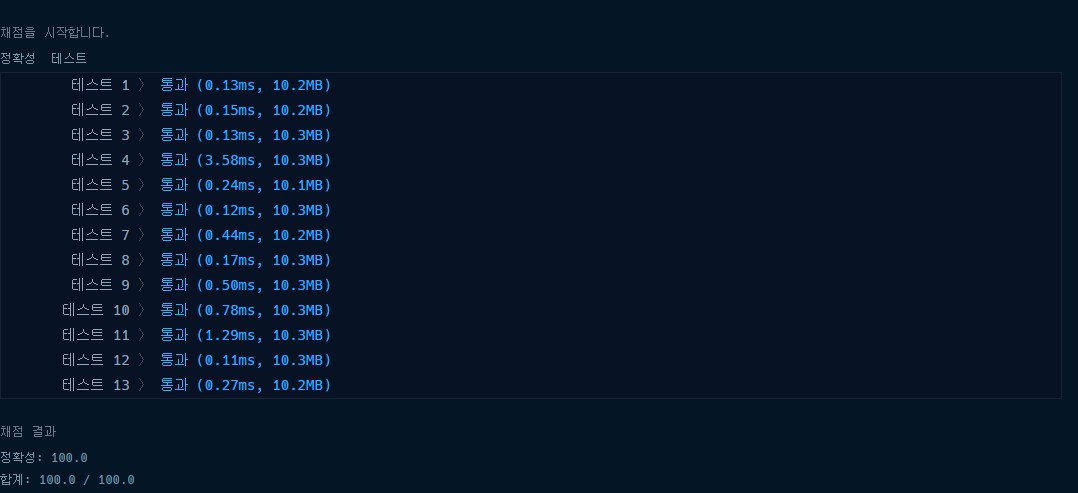 채점을 시작합니다.
정확성 테스트
테스트 1 〉 통과 (0.13ms, 10.2MB)
테스트 2 〉 통과 (0.15ms, 10.2MB)
테스트 3 〉 통과 (0.13ms, 10.3MB)
테스트 4 〉 통과 (3.58ms, 10.3MB)
테스트 5 〉 통과 (0.24ms, 10.1MB)
테스트 6 〉 통과 (0.12ms, 10.3MB)
테스트 7 〉 통과 (0.44ms, 10.2MB)
테스트 8 〉 통과 (0.17ms, 10.3MB)
테스트 9 〉 통과 (0.50ms, 10.3MB)
테스트 10 〉 통과 (0.78ms, 10.3MB)
테스트 11 〉 통과 (1.29ms, 10.3MB)
테스트 12 〉 통과 (0.11ms, 10.3MB)
테스트 13 〉 통과 (0.27ms, 10.2MB)
채점 결과
정확성: 100.0
합계: 100.0 / 100.0